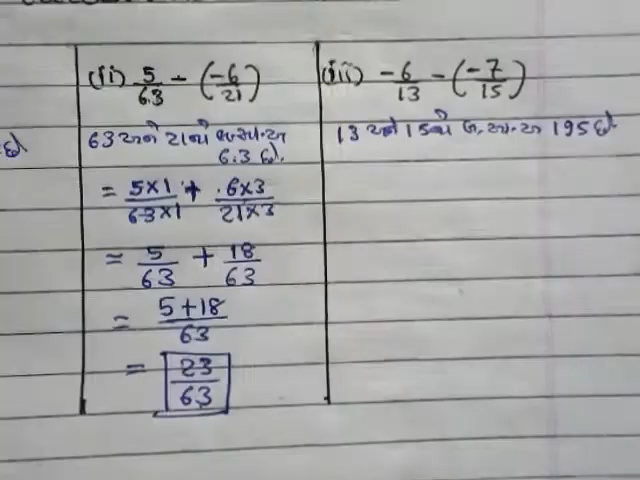 (ii) 5/63 - (-6/21)
63 અને 21નો લ.સા.અ
63 છે.
= 5×1/63×1 + 6×3/21×3
= 5/63 + 18/63
= 5+18/63
= 23/63
(iii) -6/13 - (-7/15)
13 અને 15નો લ.સા.અ 195 છે.
છે